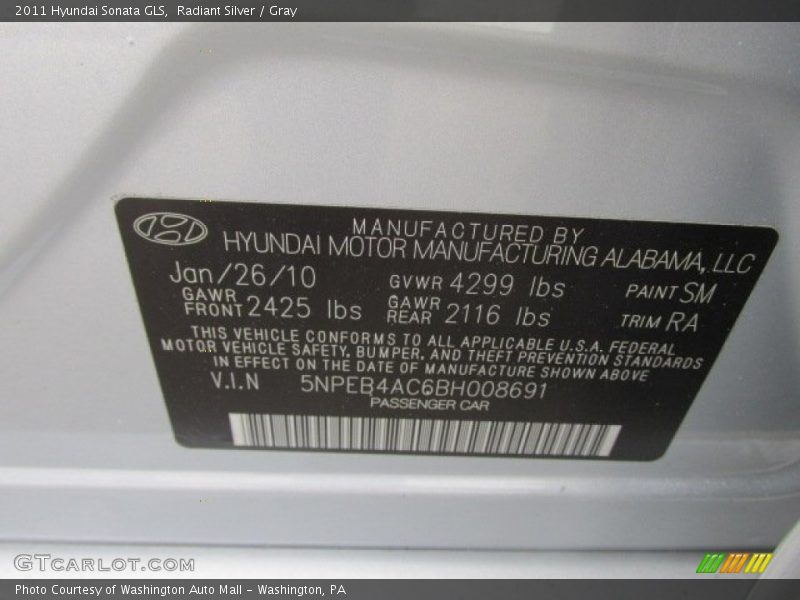 2011 Hyundai Sonata GLS, Radiant Silver / Gray
MANUFACTURED BY
HYUNDAI MOTOR MANUFACTURING ALABAMA, LLC
Jan/26/10 GVWR 4299 lbs PAINT SM
GAWR FRONT 2425 lbs GAWR REAR 2116 lbs TRIM RA
THIS VEHICLE CONFORMS TO ALL APPLICABLE U.S.A. FEDERAL
MOTOR VEHICLE SAFETY, BUMPER, AND THEFT PREVENTION STANDARDS
IN EFFECT ON THE DATE OF MANUFACTURE SHOWN ABOVE
V.I.N 5NPEB4AC6BH008691
PASSENGER CAR
GTCARLOT.COM
Photo Courtesy of Washington Auto Mall - Washington, PA